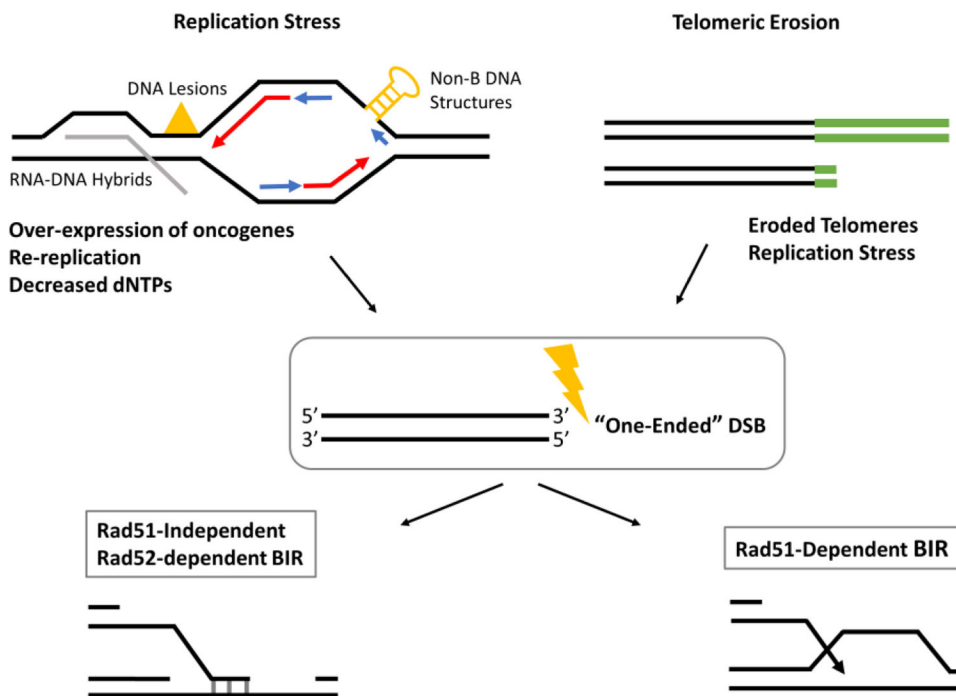 Replication Stress
Telomeric Erosion
DNA Lesions
Non-B DNA
Structures
RNA-DNA Hybrids
Over-expression of oncogenes
Re-replication
Decreased dNTPs
Eroded Telomeres
Replication Stress
5’ 3’
3’ 5’
“One-Ended” DSB
Rad51-Independent
Rad52-dependent BIR
Rad51-Dependent BIR